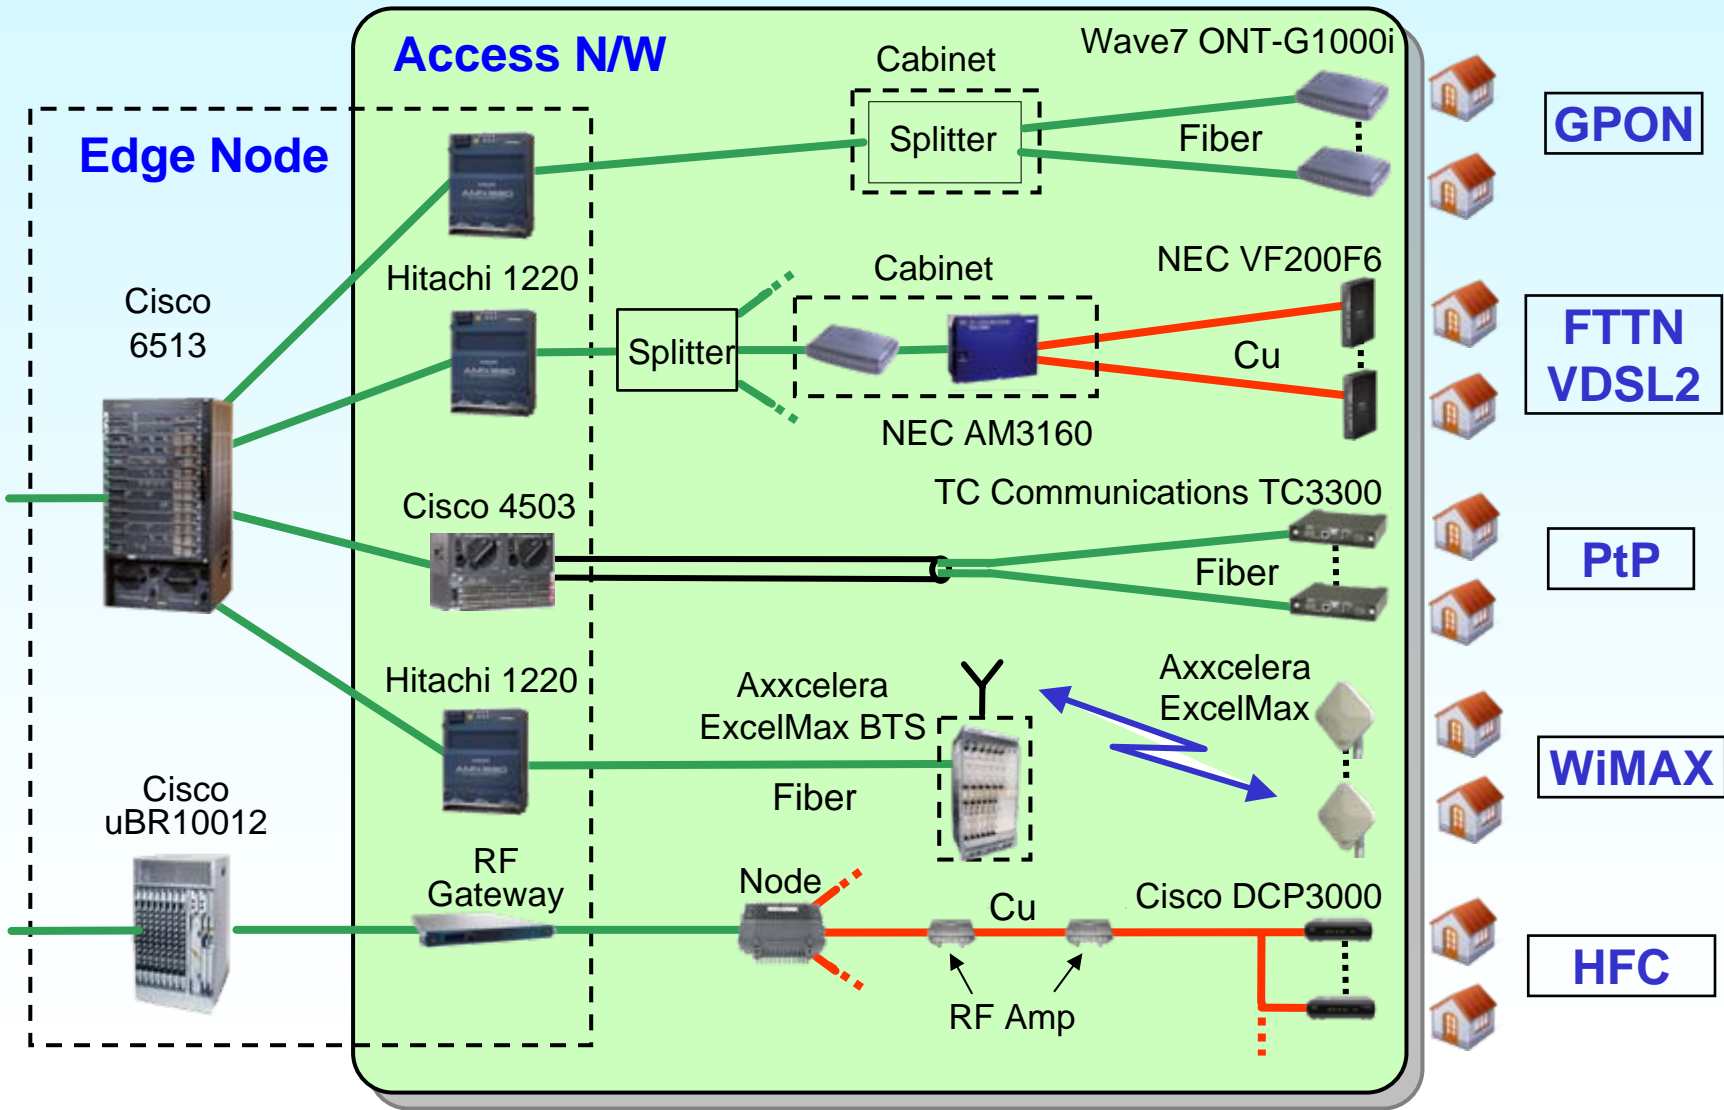 Access N/W
Wave7 ONT-G1000i
Cabinet
Edge Node
Splitter
Fiber
GPON
Hitachi 1220
Cabinet
NEC VF200F6
Cisco
6513
Splitter
Cu
FTTN
VDSL2
NEC AM3160
Cisco 4503
TC Communications TC3300
Fiber
PtP
Hitachi 1220
Axxcelera
ExcelMax BTS
Axxcelera
ExcelMax
Fiber
WiMAX
Cisco
uBR10012
RF
Gateway
Node
Cu
Cisco DCP3000
RF Amp
HFC